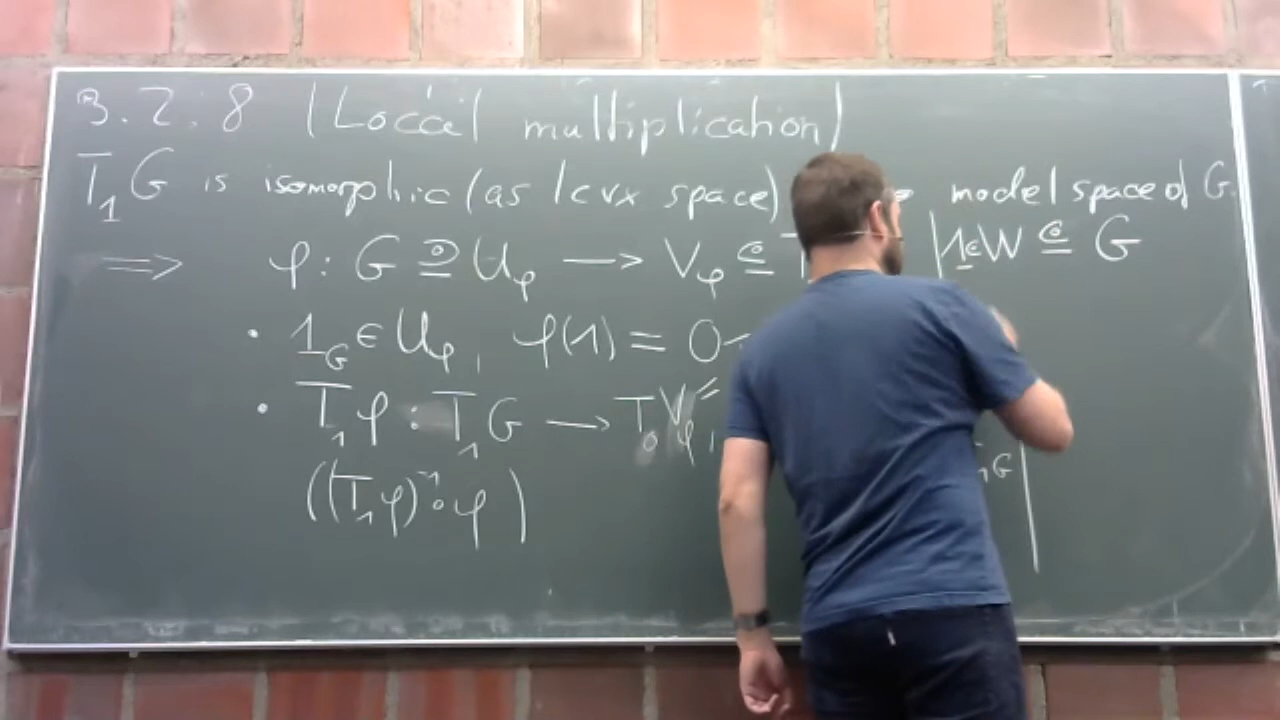 3.2.8 (Local multiplication)
T₁G is isomorphic (as lcvx space) model space of G.
⟹ φ: G ⊇° U_φ ⟶ V_φ ⊆° T | 1∈W ⊆° G
• 1_G ∈ U_φ, φ(1) = 0
• T₁φ : T₁G ⟶ T₀V_φ =
((T₁φ)⁻¹∘φ)